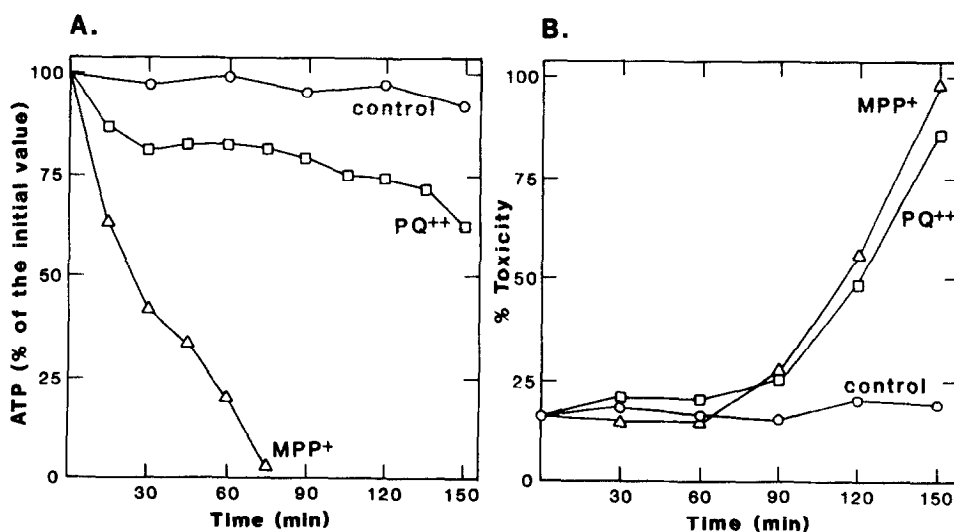 A.
ATP (% of the initial value)
100
75
50
25
0
control
PQ++
MPP+
30 60 90 120 150
Time (min)
B.
% Toxicity
100
75
50
25
0
MPP+
PQ++
control
30 60 90 120 150
Time (min)